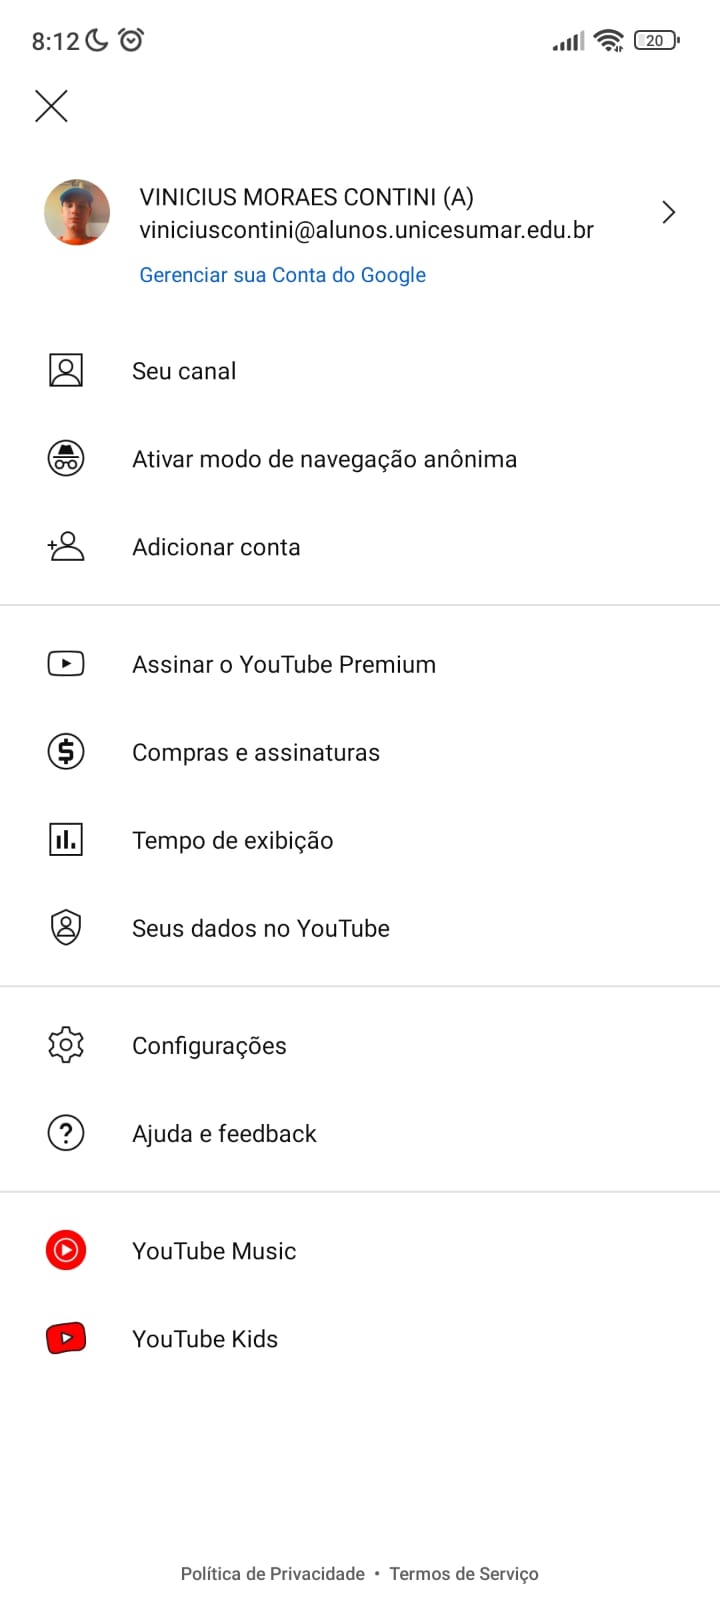 8:12
20
VINICIUS MORAES CONTINI (A)
viniciuscontini@alunos.unicesumar.edu.br
Gerenciar sua Conta do Google
Seu canal
Ativar modo de navegação anônima
Adicionar conta
Assinar o YouTube Premium
Compras e assinaturas
Tempo de exibição
Seus dados no YouTube
Configurações
Ajuda e feedback
YouTube Music
YouTube Kids
Política de Privacidade • Termos de Serviço